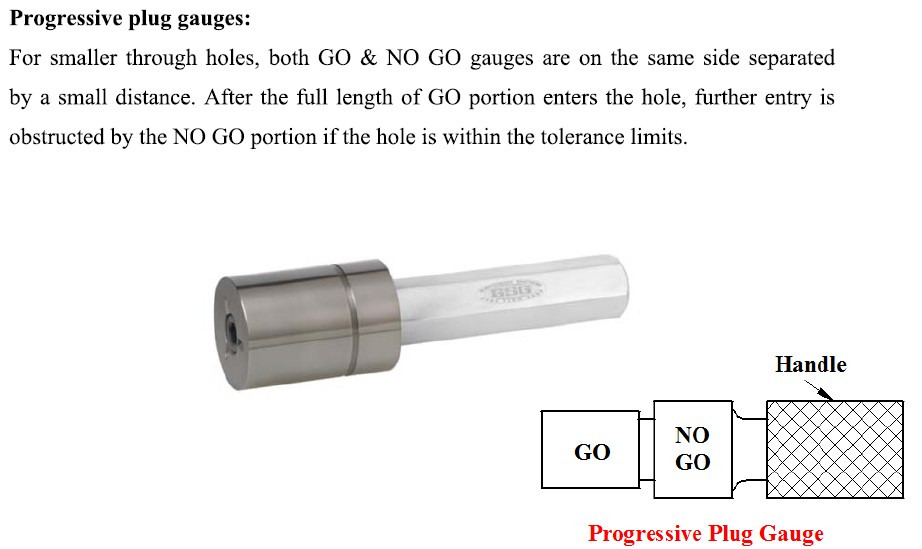 Progressive plug gauges:
For smaller through holes, both GO & NO GO gauges are on the same side separated
by a small distance. After the full length of GO portion enters the hole, further entry is
obstructed by the NO GO portion if the hole is within the tolerance limits.
Handle
GO
NO
GO
Progressive Plug Gauge